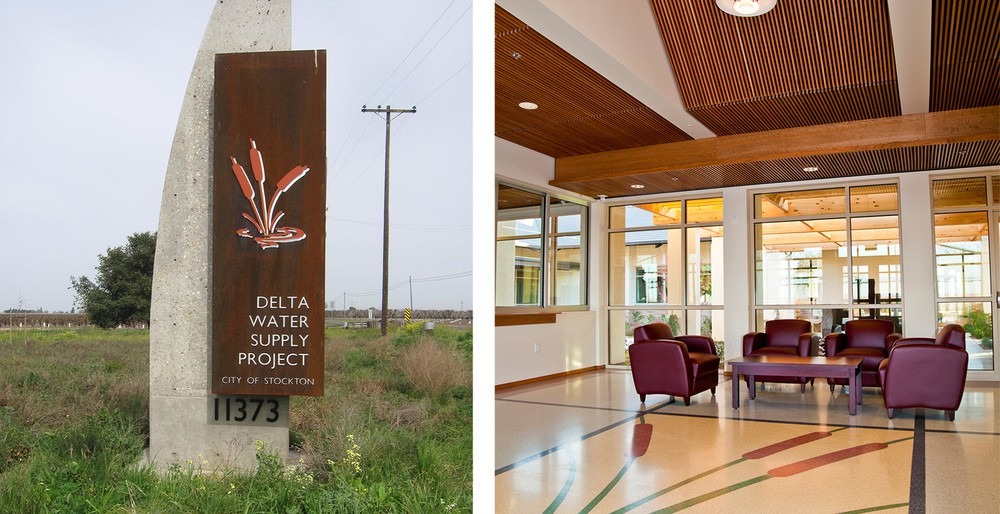 DELTA
WATER
SUPPLY
PROJECT
CITY OF STOCKTON
11373